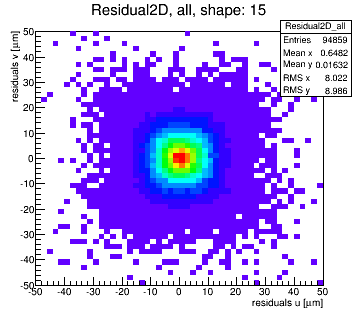 Residual2D, all, shape: 15
Residual2D_all
Entries 94859
Mean x 0.6482
Mean y 0.01632
RMS x 8.022
RMS y 8.986
residuals v [µm]
50
40
30
20
10
0
-10
-20
-30
-40
-50
-50 -40 -30 -20 -10 0 10 20 30 40 50
residuals u [µm]